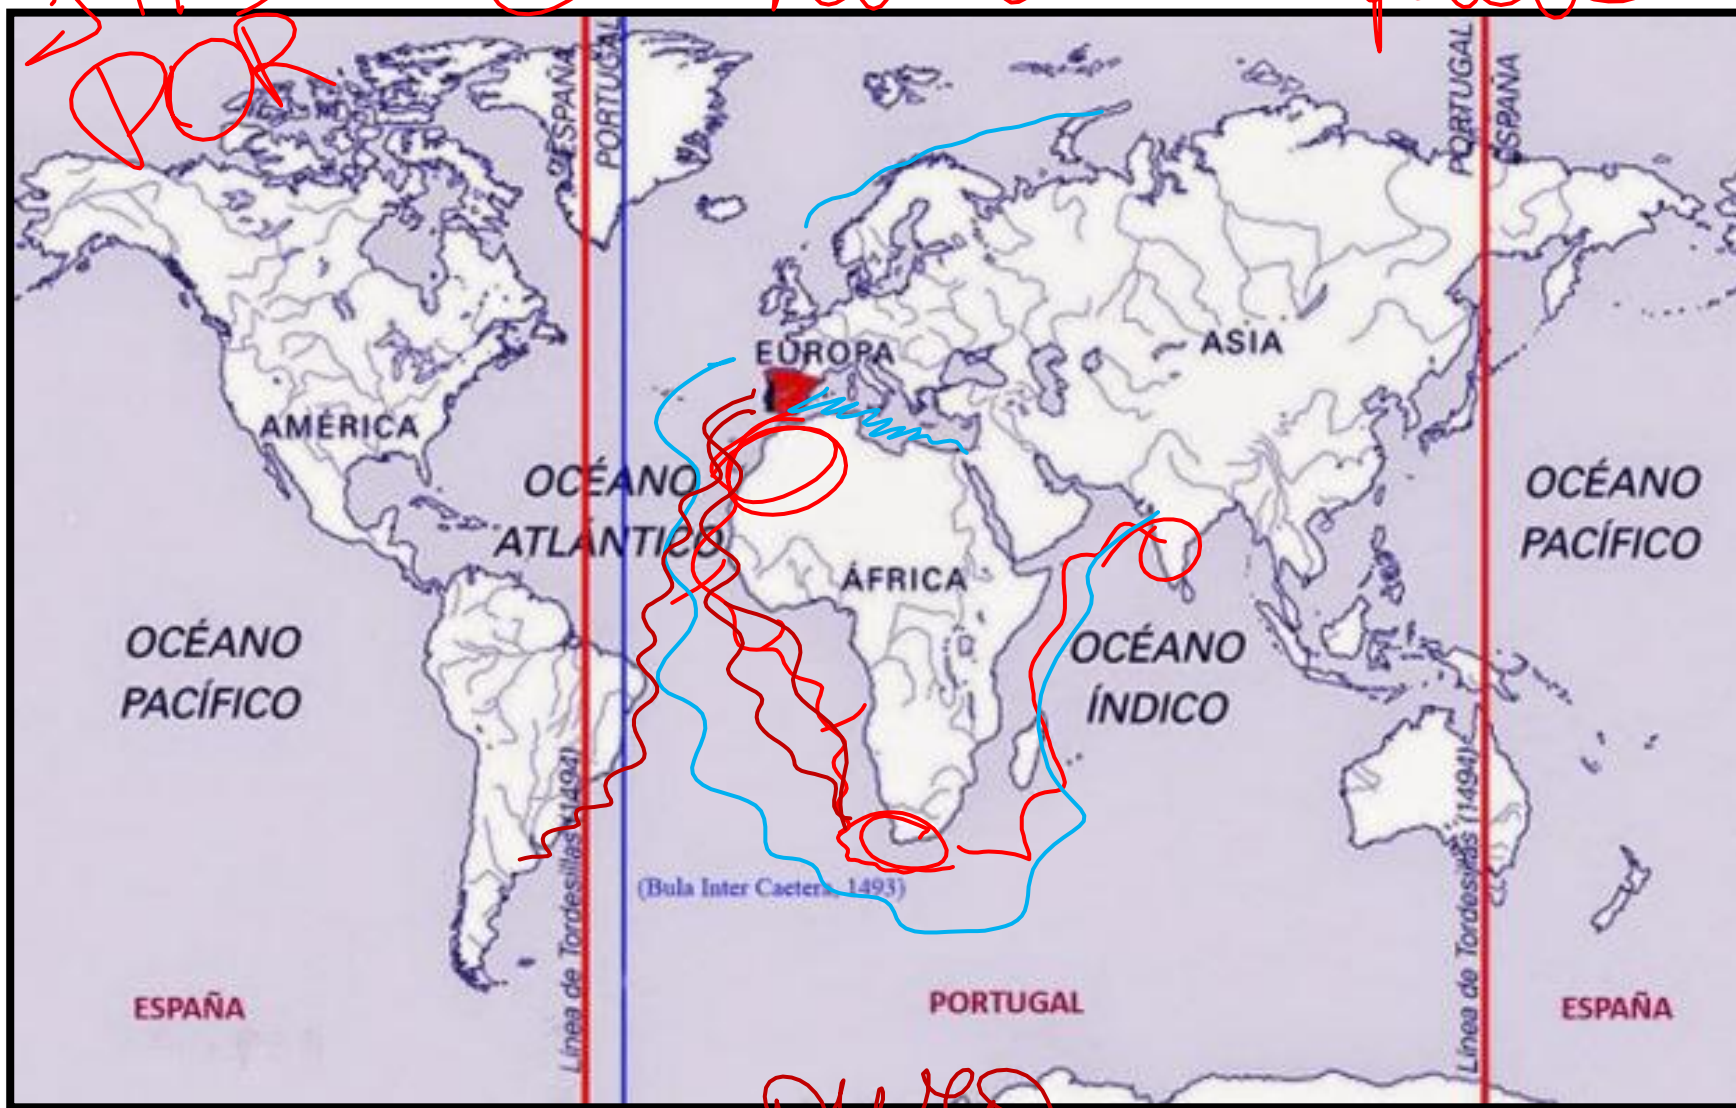 POR
ESPAÑA
PORTUGAL
PORTUGAL
ESPAÑA
EUROPA
ASIA
AMÉRICA
OCÉANO
ATLÁNTICO
OCÉANO
PACÍFICO
ÁFRICA
OCÉANO
PACÍFICO
OCÉANO
ÍNDICO
Línea de Tordesillas (1494)
(Bula Inter Caetera, 1493)
Línea de Tordesillas (1494)
ESPAÑA
PORTUGAL
ESPAÑA